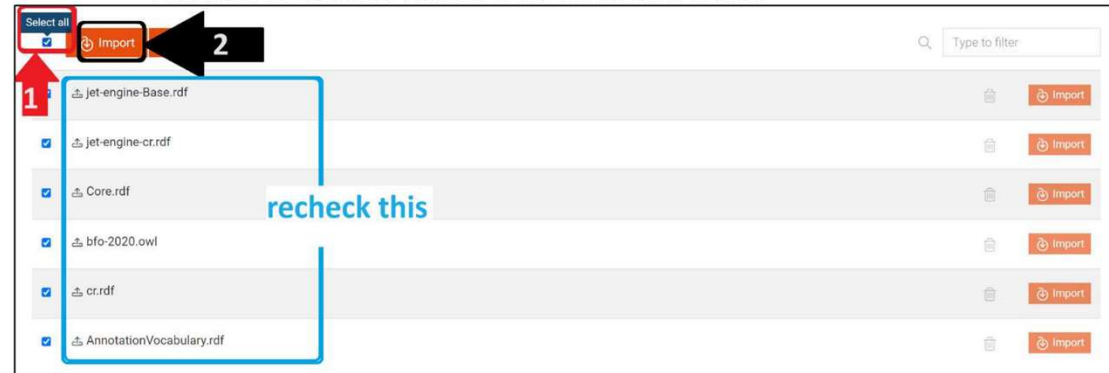 Select all
Import
2
Type to filter
1
jet-engine-Base.rdf
Import
jet-engine-cr.rdf
Import
Core.rdf
Import
recheck this
bfo-2020.owl
Import
cr.rdf
Import
AnnotationVocabulary.rdf
Import